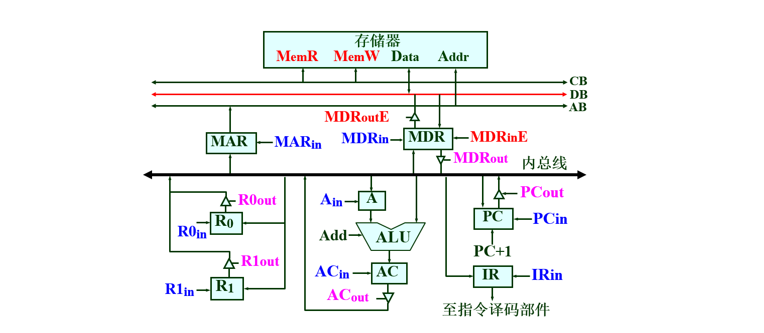 存储器
MemR MemW Data Addr
CB
DB
AB
MDRoutE
MAR MARin MDRin MDR MDRinE
MDRout
内总线
R0out Ain A PCout
R0in R0 PC PCin
Add ALU
PC+1
R1out ACin AC IR IRin
R1in R1
ACout
至指令译码部件